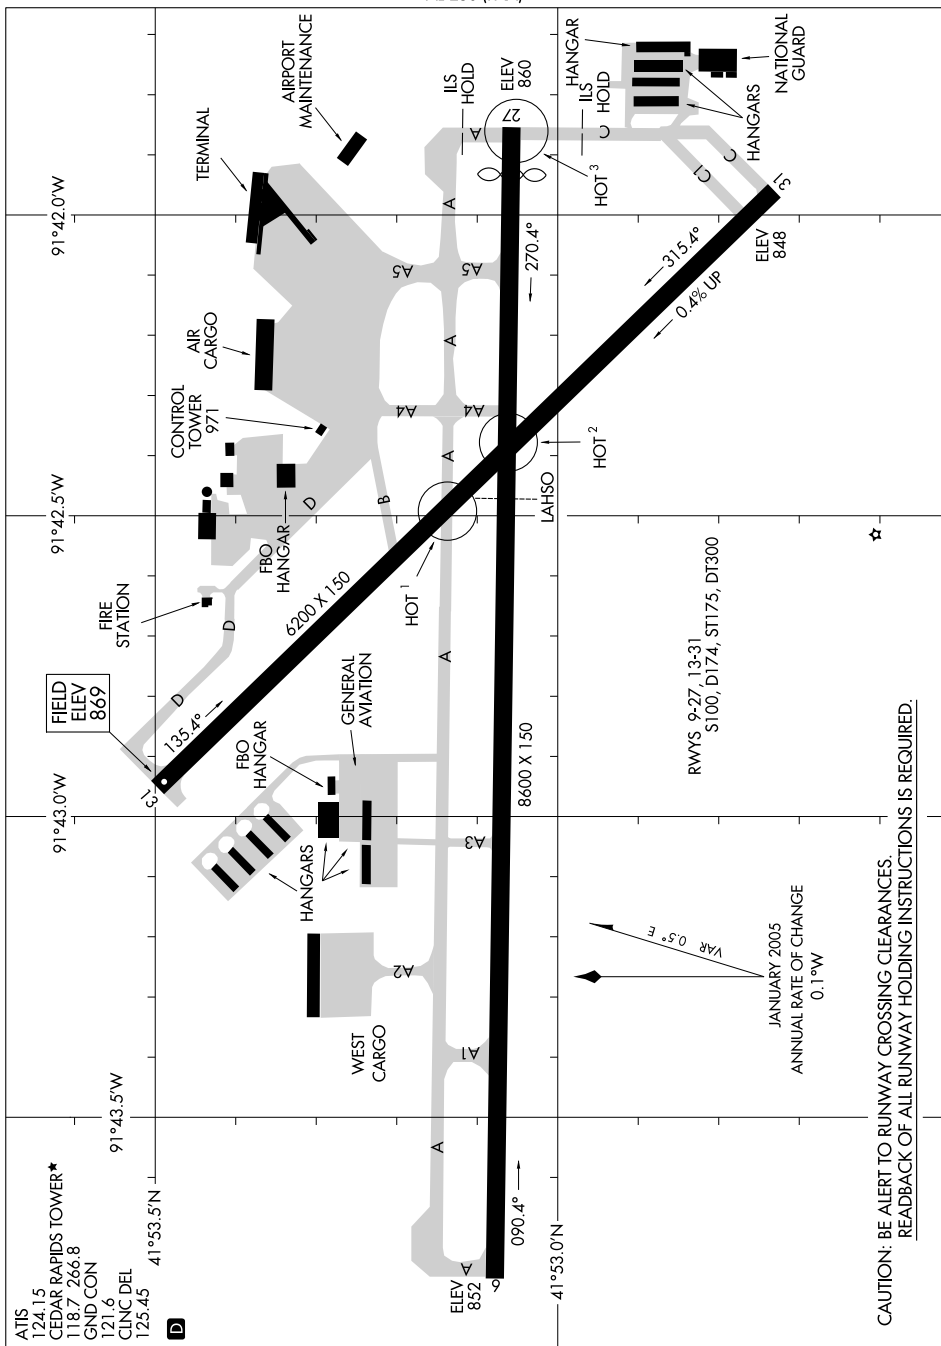 ATIS
124.15
CEDAR RAPIDS TOWER★
118.7 266.8
GND CON
121.6
CLNC DEL
125.45
D
91°43.5'W
91°43.0'W
91°42.5'W
91°42.0'W
41°53.5'N
41°53.0'N
FIELD
ELEV
869
FIRE
STATION
CONTROL
TOWER
971
AIR
CARGO
TERMINAL
AIRPORT
MAINTENANCE
FBO
HANGAR
D
D
D
B
13
135.4°
6200 X 150
FBO
HANGAR
GENERAL
AVIATION
HANGARS
WEST
CARGO
A2
A1
A3
A
A
A
A
A
A
A
A4
A4
A5
A5
HOT 1
HOT 2
HOT 3
LAHSO
ILS
HOLD
ILS
HOLD
ELEV
860
27
270.4°
8600 X 150
090.4°
9
ELEV
852
HANGAR
HANGARS
NATIONAL
GUARD
C
C
C1
31
ELEV
848
315.4°
0.4% UP
VAR 0.5° E
JANUARY 2005
ANNUAL RATE OF CHANGE
0.1°W
RWYS 9-27, 13-31
S100, D174, ST175, DT300
CAUTION: BE ALERT TO RUNWAY CROSSING CLEARANCES.
READBACK OF ALL RUNWAY HOLDING INSTRUCTIONS IS REQUIRED.